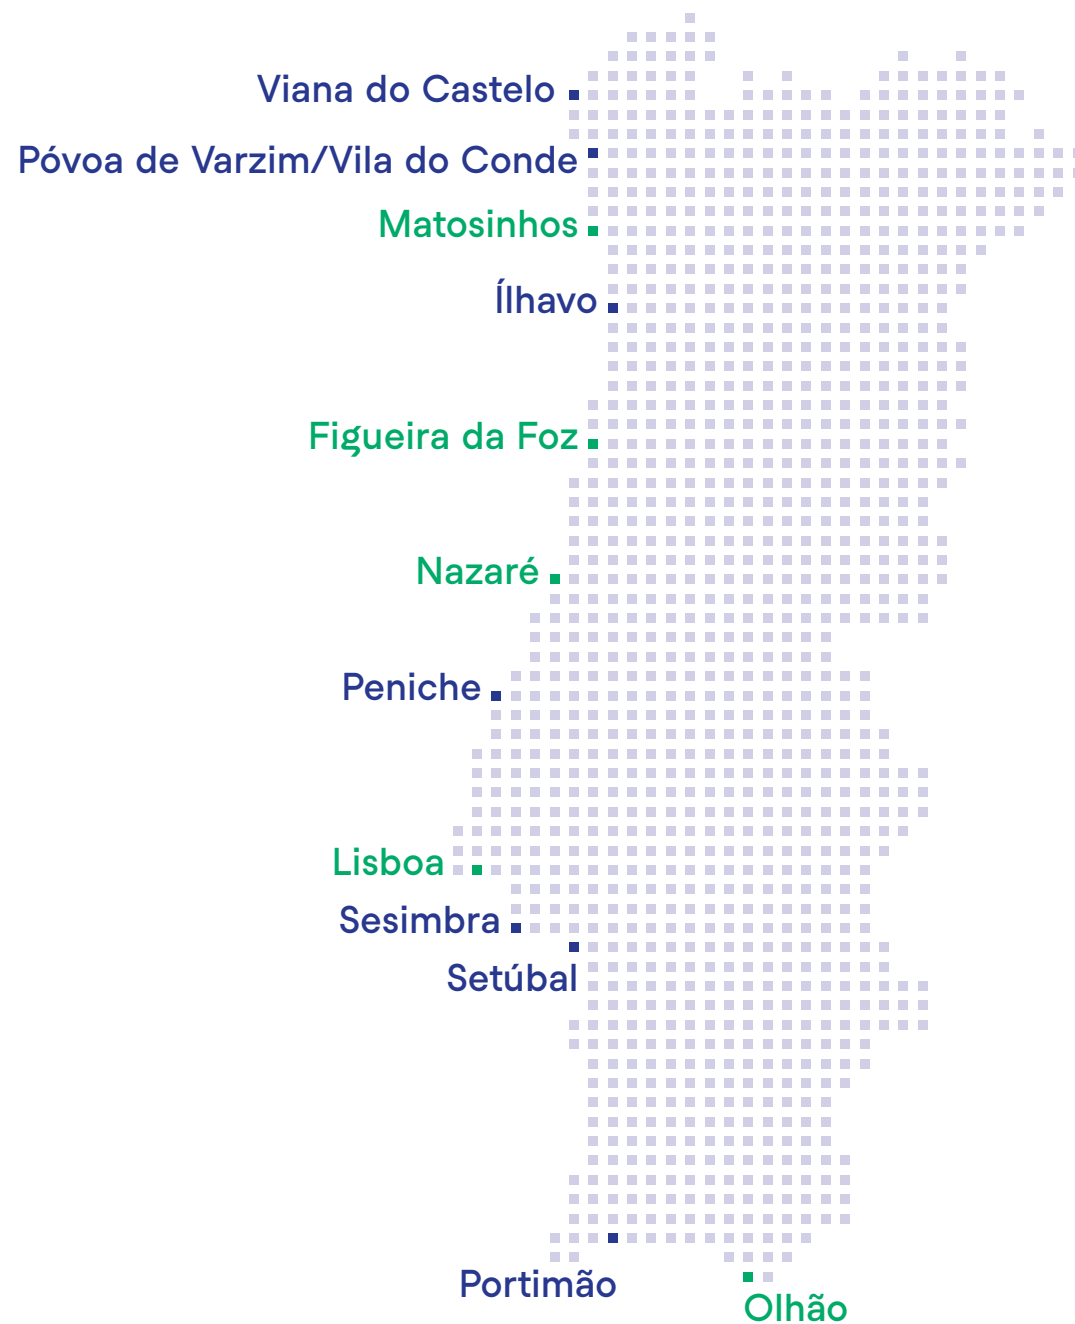 Viana do Castelo
Póvoa de Varzim/Vila do Conde
Matosinhos
Ílhavo
Figueira da Foz
Nazaré
Peniche
Lisboa
Sesimbra
Setúbal
Portimão
Olhão